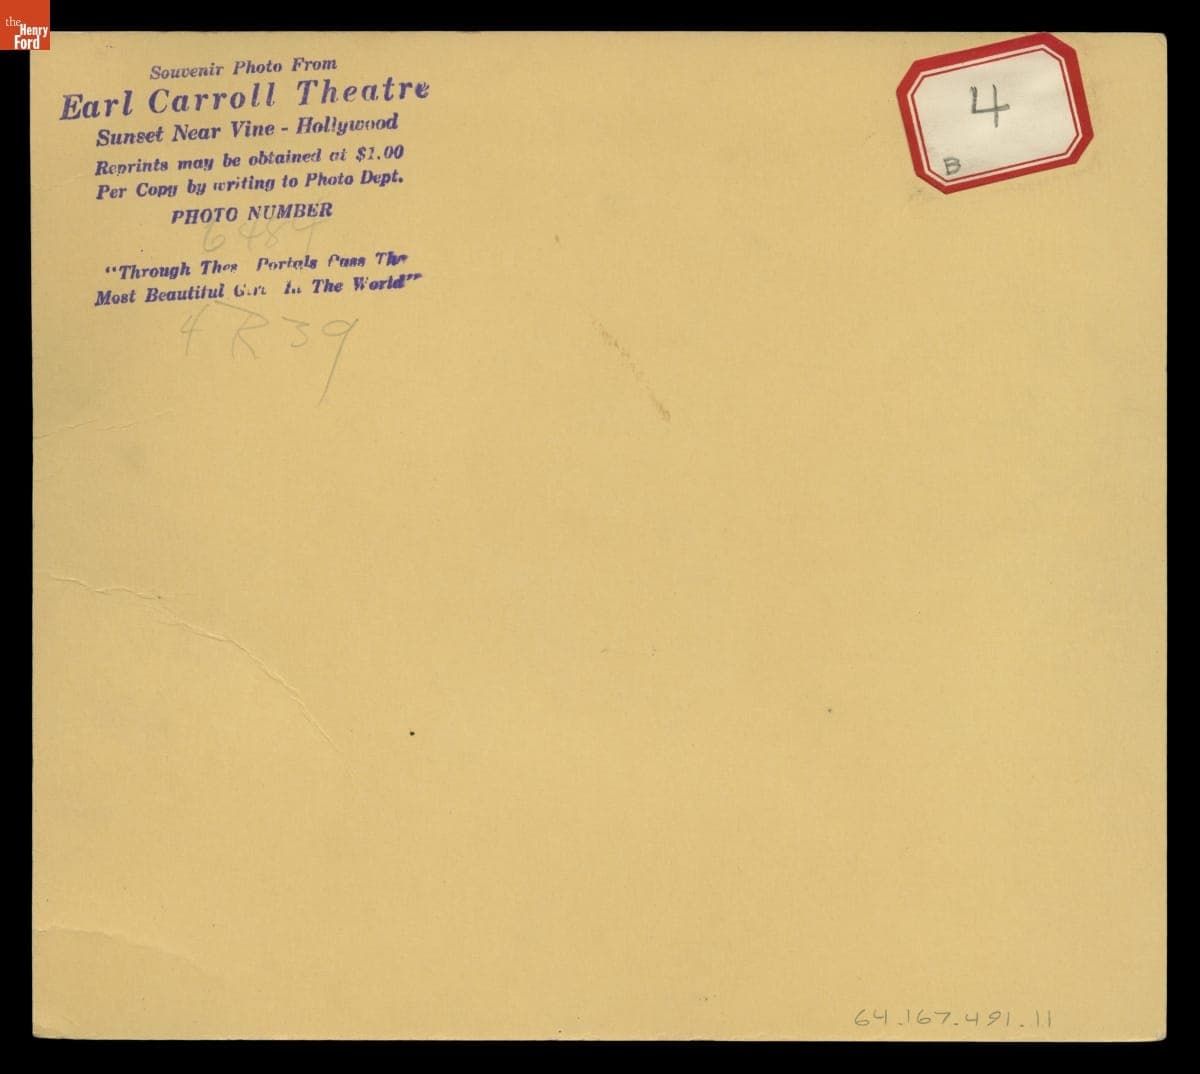 the
Henry
Ford
Souvenir Photo From
Earl Carroll Theatre
Sunset Near Vine - Hollywood
Reprints may be obtained at $1.00
Per Copy by writing to Photo Dept.
PHOTO NUMBER
6484
"Through Thes Portals Pass The
Most Beautiful In The World"
4R39
4
B
64.167.491.11